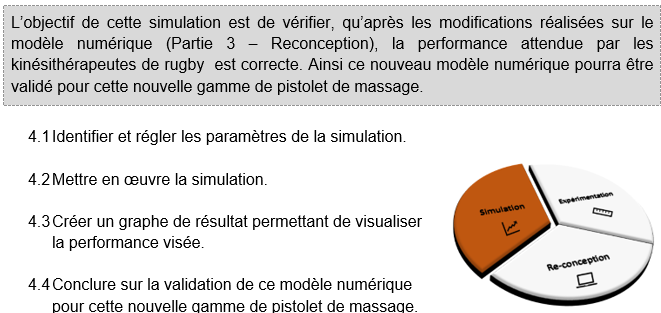 L'objectif de cette simulation est de vérifier, qu'après les modifications réalisées sur le
modèle numérique (Partie 3 – Reconception), la performance attendue par les
kinésithérapeutes de rugby est correcte. Ainsi ce nouveau modèle numérique pourra être
validé pour cette nouvelle gamme de pistolet de massage.
4.1 Identifier et régler les paramètres de la simulation.
4.2 Mettre en œuvre la simulation.
4.3 Créer un graphe de résultat permettant de visualiser
la performance visée.
4.4 Conclure sur la validation de ce modèle numérique
pour cette nouvelle gamme de pistolet de massage.
Simulation
Expérimentation
Re-conception